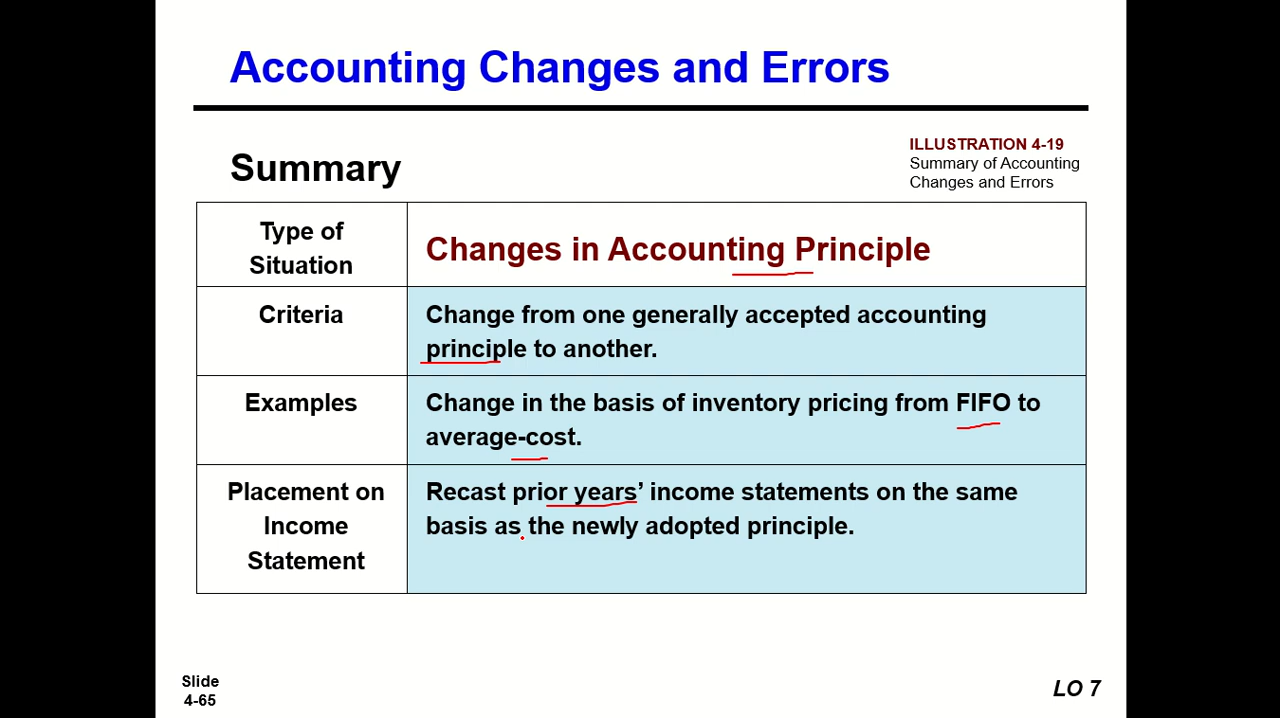 Accounting Changes and Errors
ILLUSTRATION 4-19
Summary of Accounting
Changes and Errors
Summary
Type of
Situation
Changes in Accounting Principle
Criteria
Change from one generally accepted accounting
principle to another.
Examples
Change in the basis of inventory pricing from FIFO to
average-cost.
Placement on
Income
Statement
Recast prior years’ income statements on the same
basis as the newly adopted principle.
Slide
4-65
LO 7